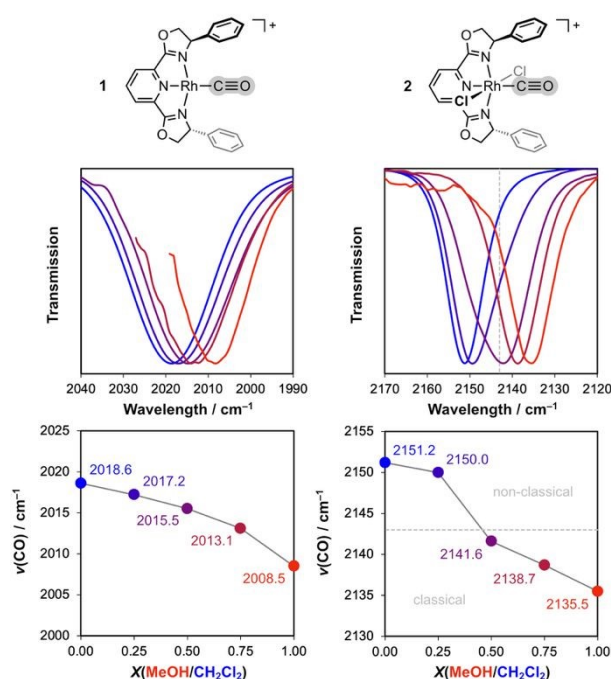 1
O
N
N
Rh
C≡O
N
O
]+
2
O
N
Cl
N
Rh
C≡O
Cl
N
O
]+
Transmission
2040 2030 2020 2010 2000 1990
Wavelength / cm⁻¹
Transmission
2170 2160 2150 2140 2130 2120
Wavelength / cm⁻¹
ν(CO) / cm⁻¹
2025
2020
2015
2010
2005
2000
2018.6
2017.2
2015.5
2013.1
2008.5
0.00 0.25 0.50 0.75 1.00
X(MeOH/CH₂Cl₂)
ν(CO) / cm⁻¹
2155
2150
2145
2140
2135
2130
2151.2
2150.0
non-classical
2141.6
2138.7
classical
2135.5
0.00 0.25 0.50 0.75 1.00
X(MeOH/CH₂Cl₂)